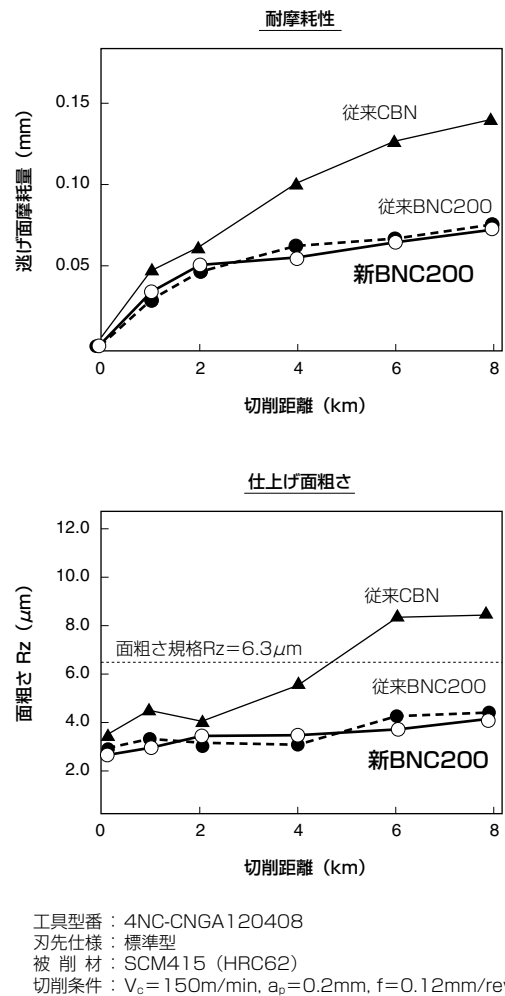 耐摩耗性
逃げ面摩耗量（mm）
0.15
0.10
0.05
従来CBN
従来BNC200
新BNC200
0 2 4 6 8
切削距離（km）
仕上げ面粗さ
面粗さ Rz（μm）
12.0
10.0
8.0
6.0
4.0
2.0
従来CBN
面粗さ規格Rz＝6.3μm
従来BNC200
新BNC200
0 2 4 6 8
切削距離（km）
工具型番：4NC-CNGA120408
刃先仕様：標準型
被 削 材：SCM415（HRC62）
切削条件：Vc＝150m/min, ap＝0.2mm, f＝0.12mm/rev